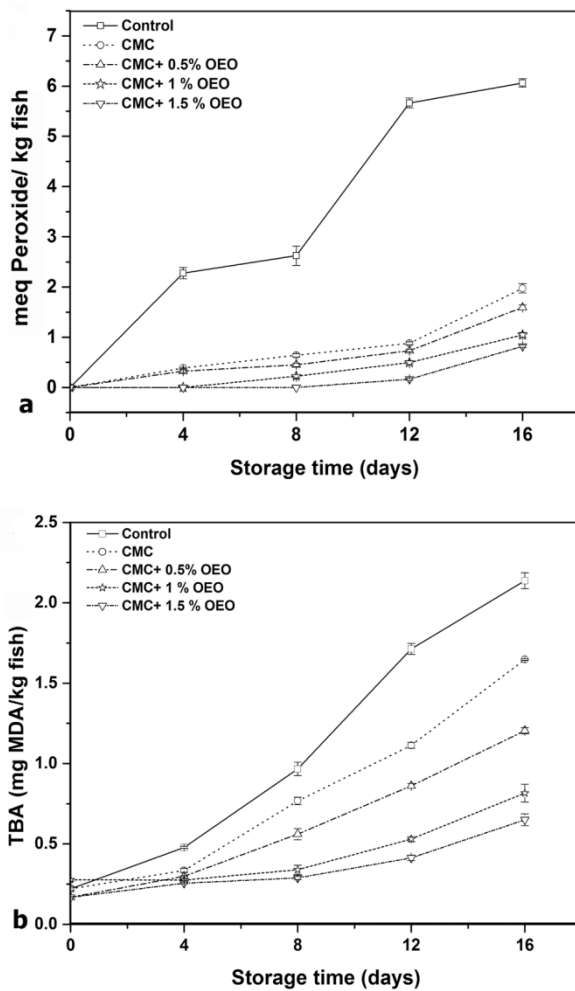 Control
CMC
CMC+ 0.5% OEO
CMC+ 1 % OEO
CMC+ 1.5 % OEO
7
6
5
4
3
2
1
0
meq Peroxide/ kg fish
a
0 4 8 12 16
Storage time (days)
Control
CMC
CMC+ 0.5% OEO
CMC+ 1 % OEO
CMC+ 1.5 % OEO
2.5
2.0
1.5
1.0
0.5
0.0
TBA (mg MDA/kg fish)
b
0 4 8 12 16
Storage time (days)